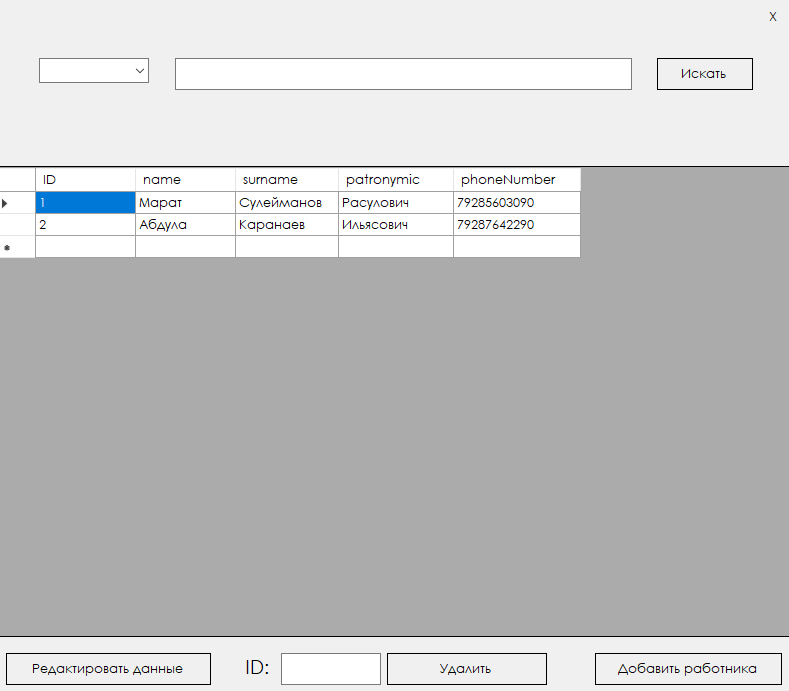 X
Искать
ID name surname patronymic phoneNumber
1 Марат Сулейманов Расулович 79285603090
2 Абдула Каранаев Ильясович 79287642290
Редактировать данные ID: Удалить Добавить работника